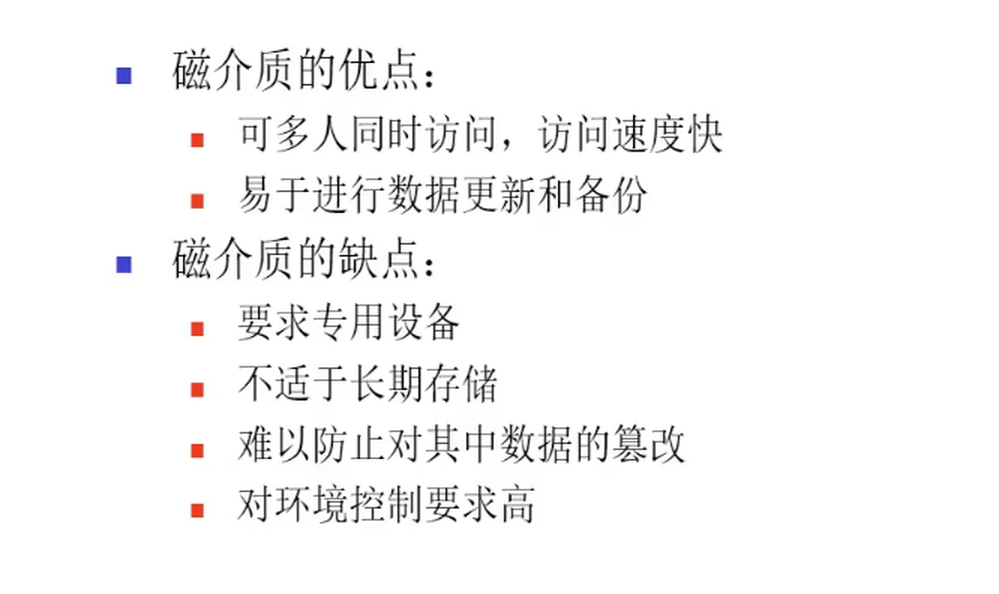 磁介质的优点：
可多人同时访问，访问速度快
易于进行数据更新和备份
磁介质的缺点：
要求专用设备
不适于长期存储
难以防止对其中数据的篡改
对环境控制要求高